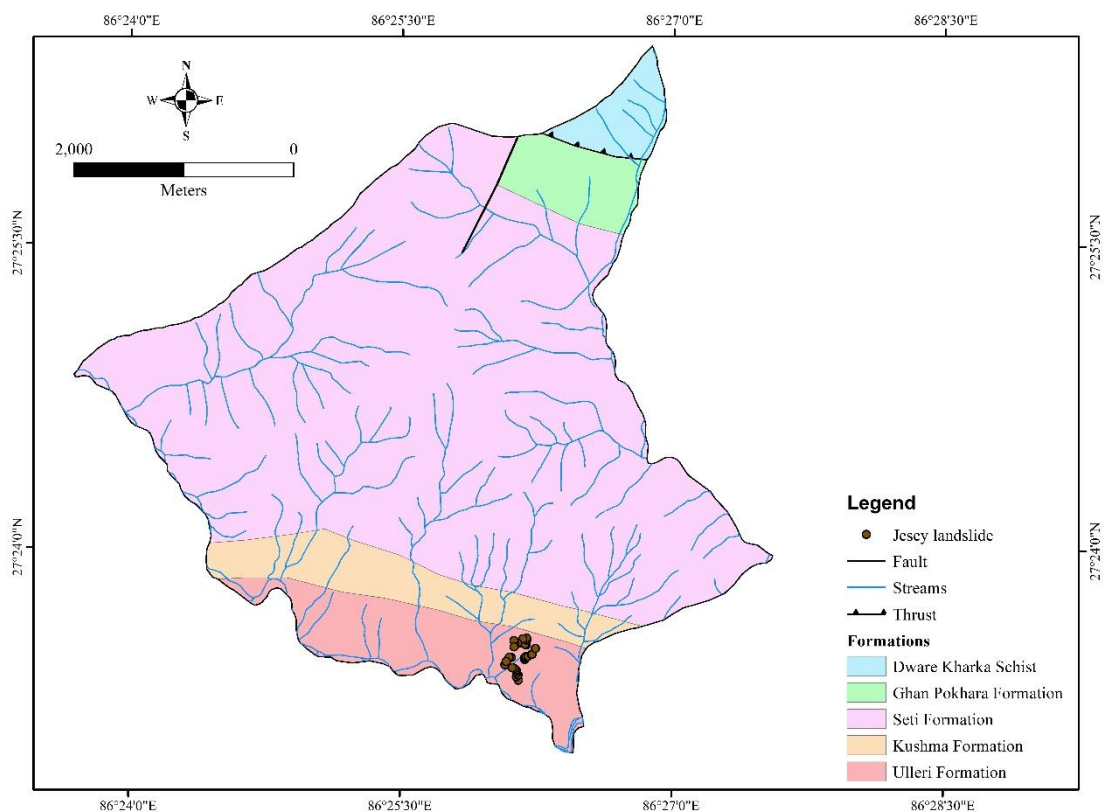 86°24'0"E
86°25'30"E
86°27'0"E
86°28'30"E
N
W E
S
2,000 0
Meters
27°25'30"N
27°25'30"N
27°24'0"N
27°24'0"N
Legend
Jesey landslide
Fault
Streams
Thrust
Formations
Dware Kharka Schist
Ghan Pokhara Formation
Seti Formation
Kushma Formation
Ulleri Formation
86°24'0"E
86°25'30"E
86°27'0"E
86°28'30"E